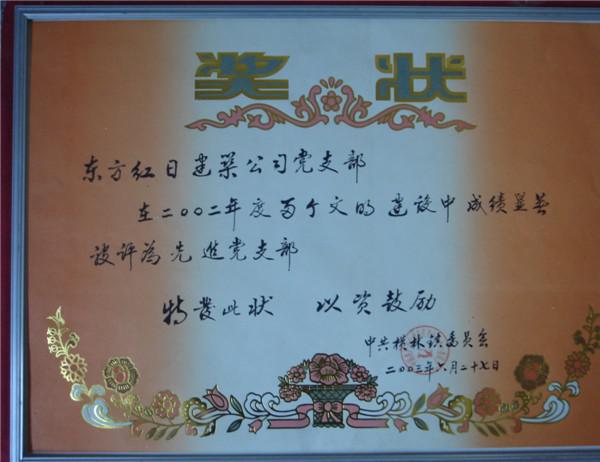 奖状
东方红日建筑公司党支部
在二〇〇二年度两个文明建设中成绩显著
被评为先進党支部
特發此状 以资鼓励
中共横林镇委员会
二〇〇三年六月二十七日